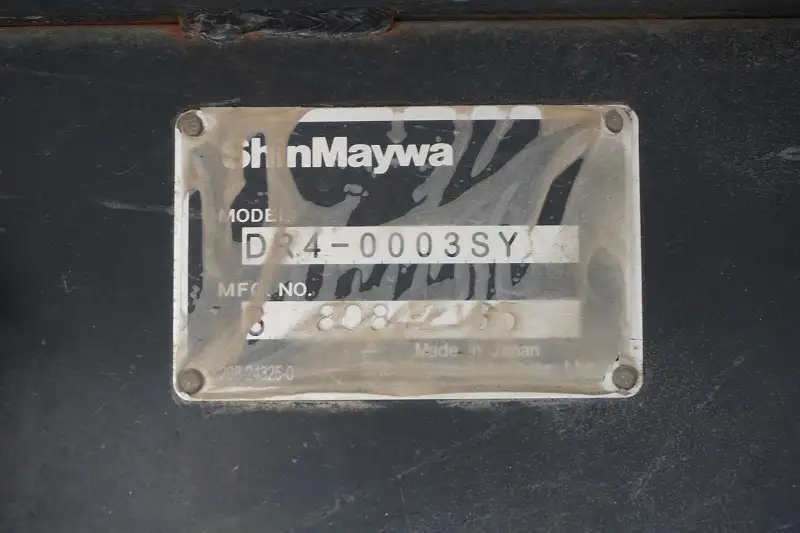 ShinMaywa
MODEL
DR4-0003SY
MFG. NO.
Made in Japan